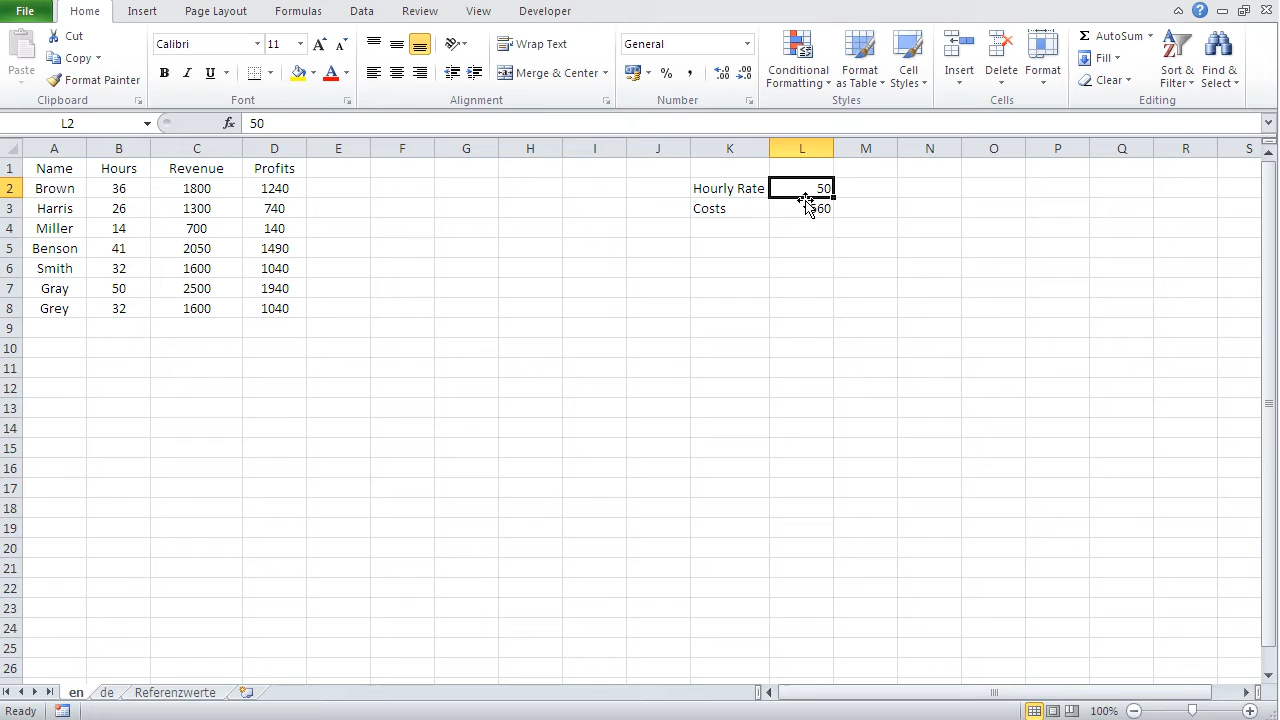 File Home Insert Page Layout Formulas Data Review View Developer
Cut
Copy
Format Painter
Paste
Clipboard
Calibri 11
B I U
Font
Wrap Text
Merge & Center
Alignment
General
%
Number
Conditional Formatting
Format as Table
Cell Styles
Styles
Insert
Delete
Format
Cells
AutoSum
Fill
Clear
Sort & Filter
Find & Select
Editing
L2 fx 50
A B C D E F G H I J K L M N O P Q R S
1 Name Hours Revenue Profits
2 Brown 36 1800 1240 Hourly Rate 50
3 Harris 26 1300 740 Costs 560
4 Miller 14 700 140
5 Benson 41 2050 1490
6 Smith 32 1600 1040
7 Gray 50 2500 1940
8 Grey 32 1600 1040
9
10
11
12
13
14
15
16
17
18
19
20
21
22
23
24
25
26
en de Referenzwerte
Ready 100%